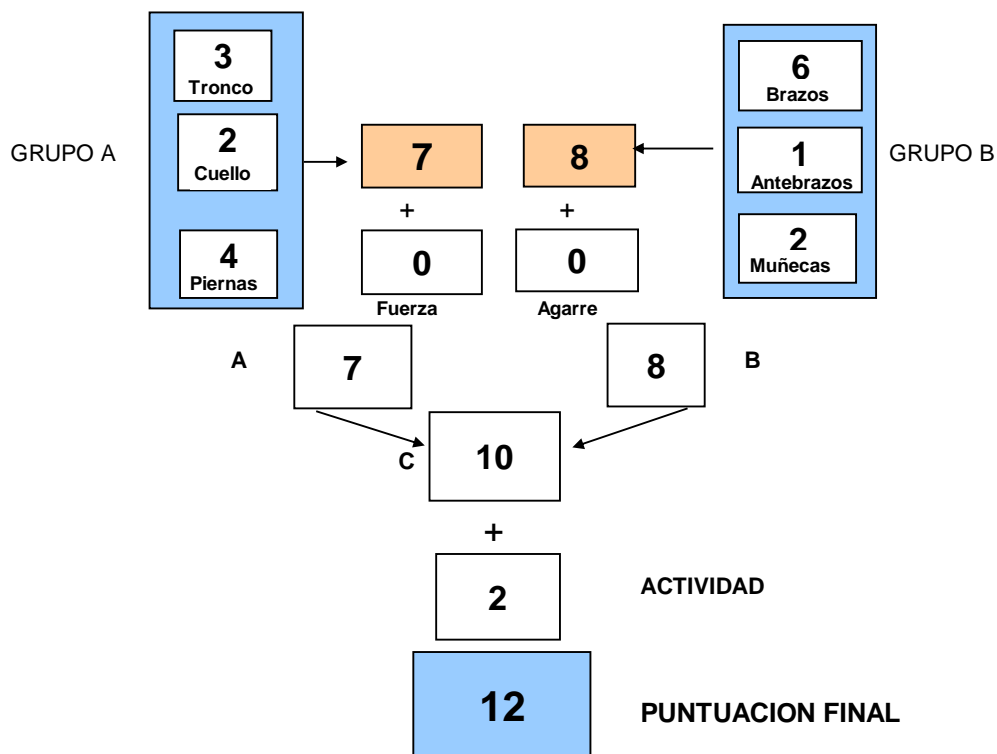 3
Tronco
2
Cuello
4
Piernas
GRUPO A
7
+
0
Fuerza
8
+
0
Agarre
6
Brazos
1
Antebrazos
2
Muñecas
GRUPO B
A
7
8
B
C
10
+
2
ACTIVIDAD
12
PUNTUACION FINAL